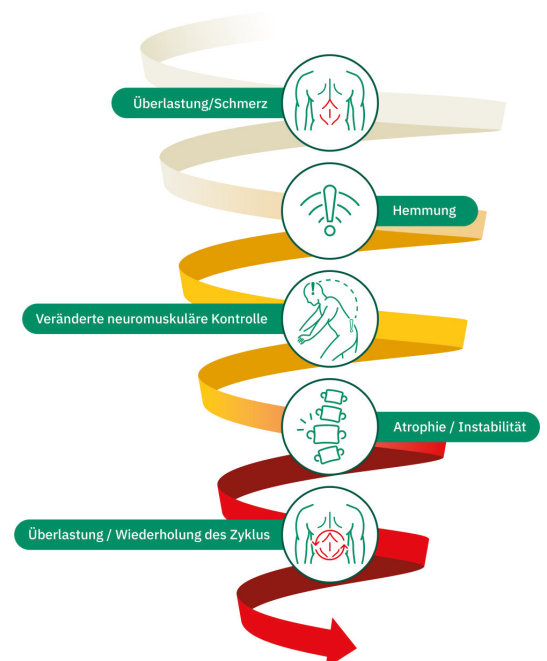 Überlastung/Schmerz
Hemmung
Veränderte neuromuskuläre Kontrolle
Atrophie / Instabilität
Überlastung / Wiederholung des Zyklus